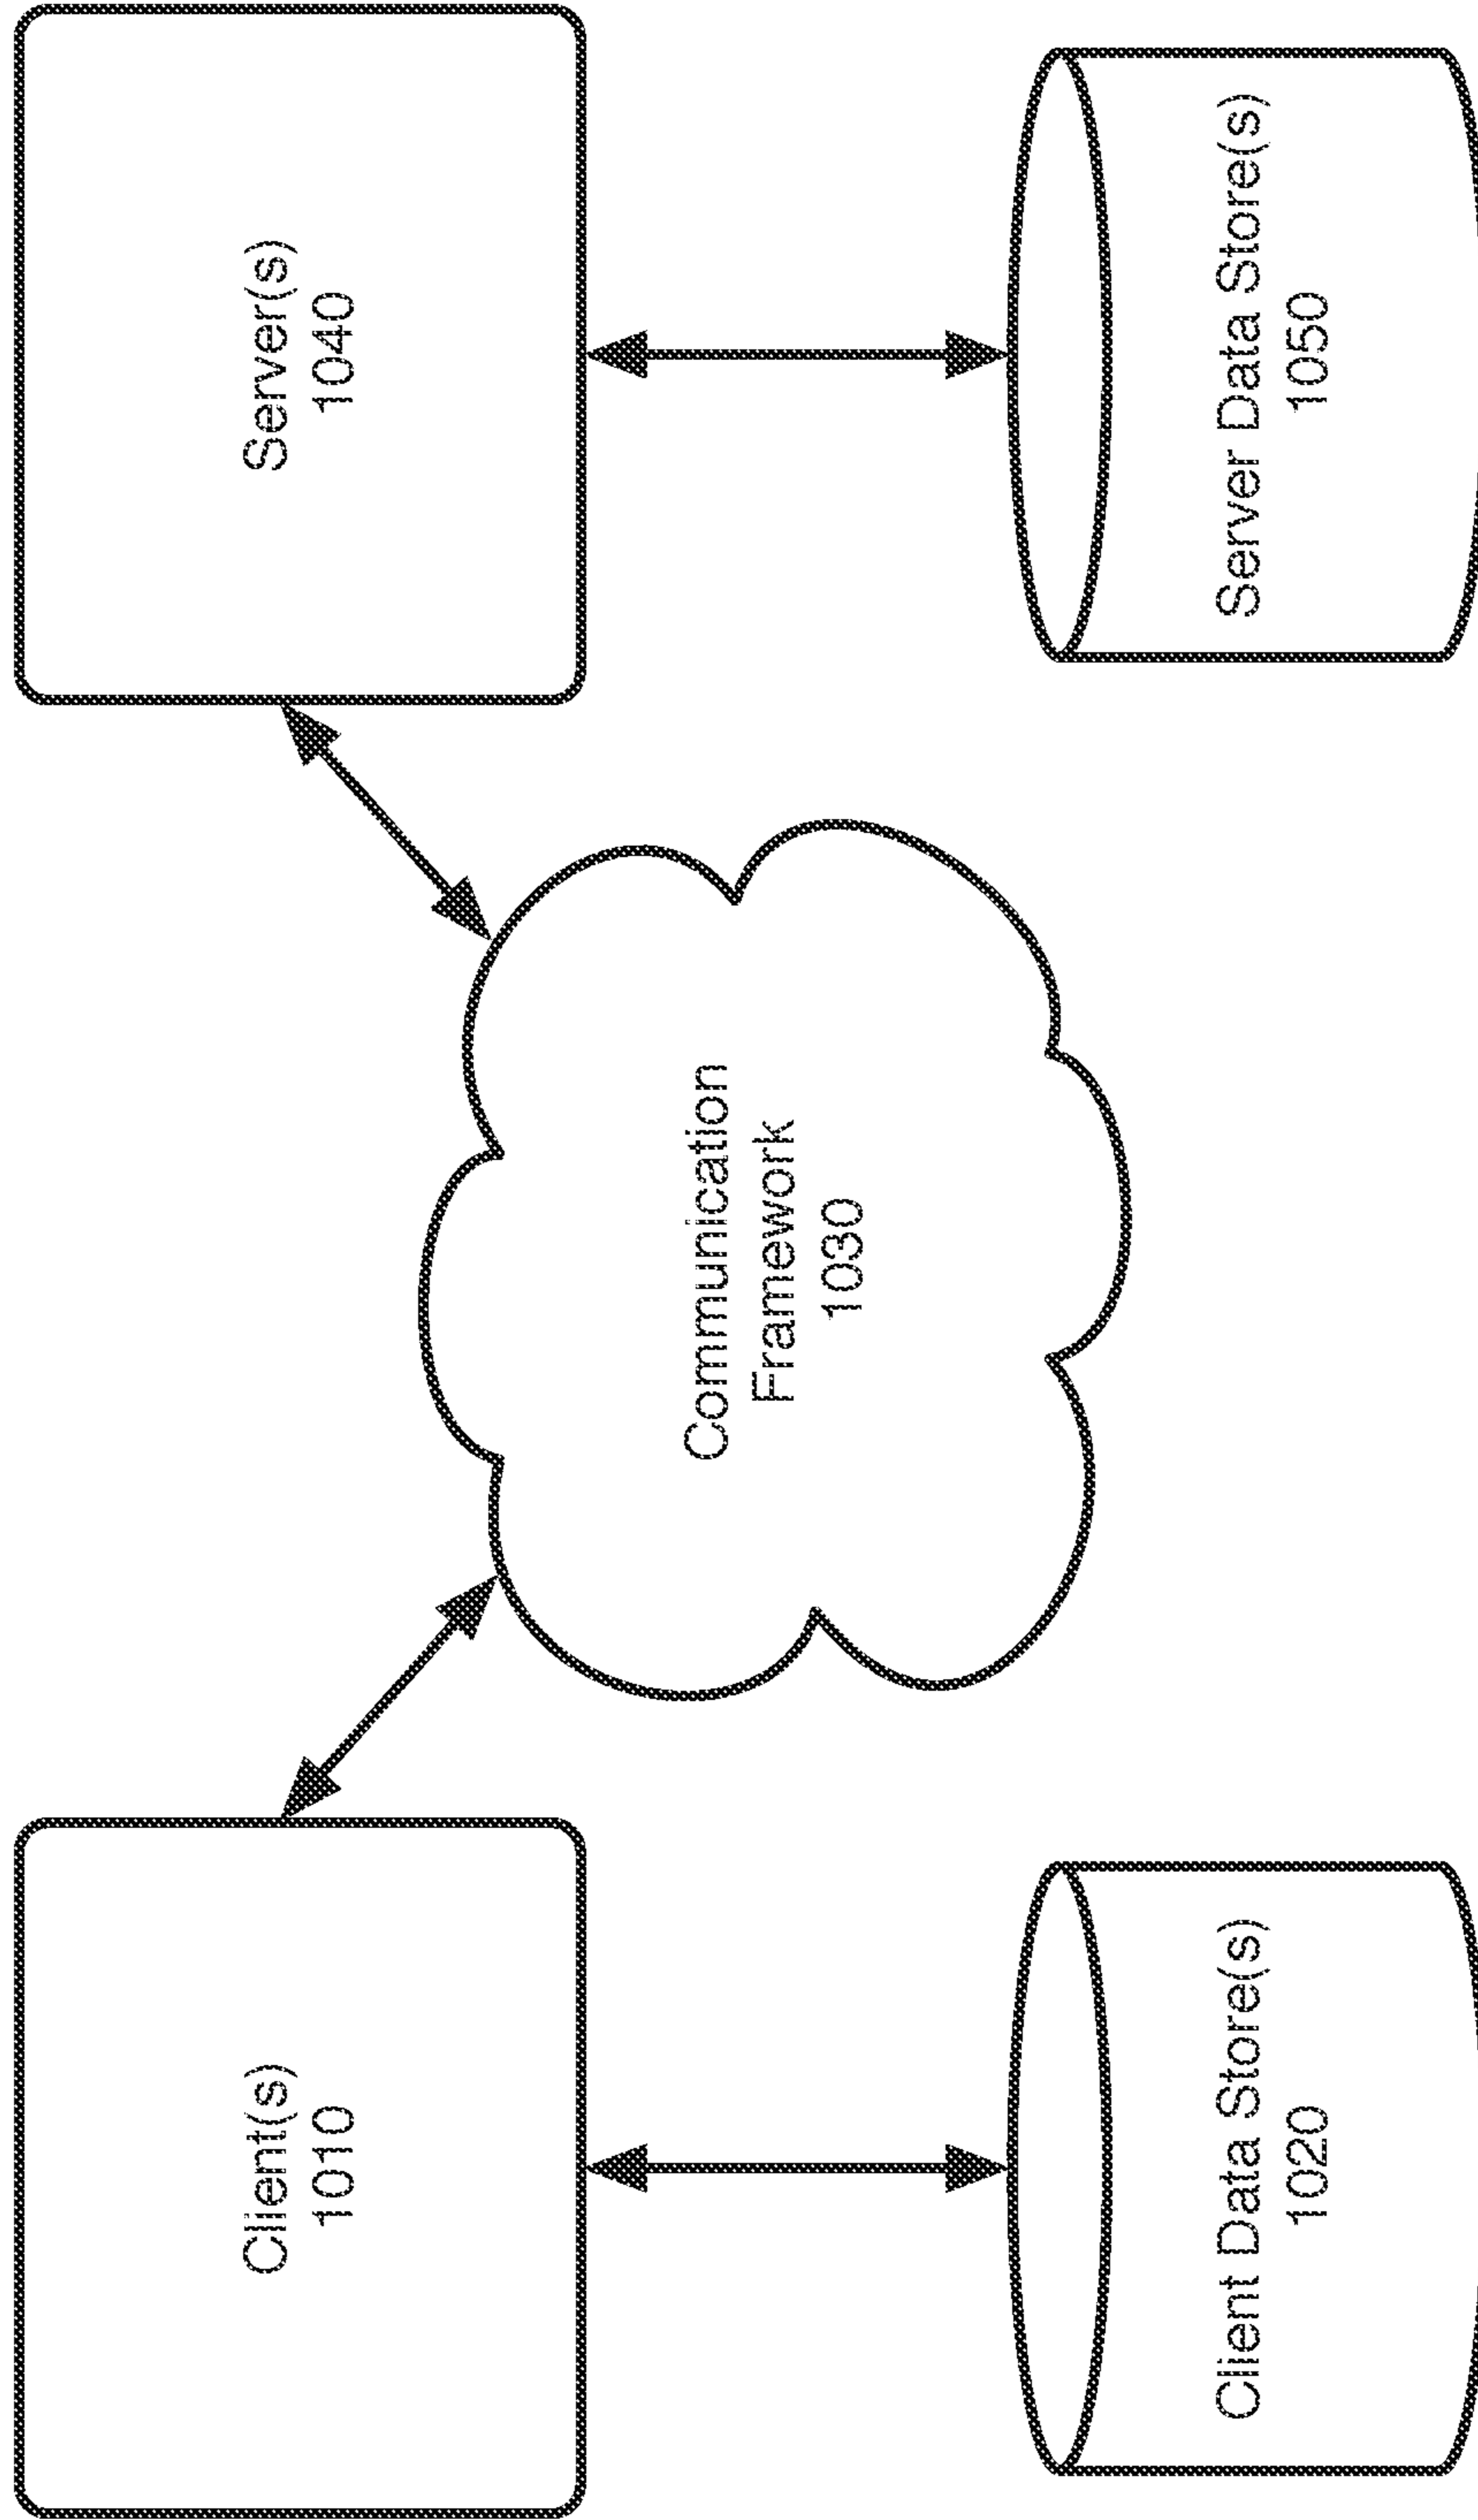 Client(s)
1010
Server(s)
1040
Communication
Framework
1030
Client Data Store(s)
1020
Server Data Store(s)
1050